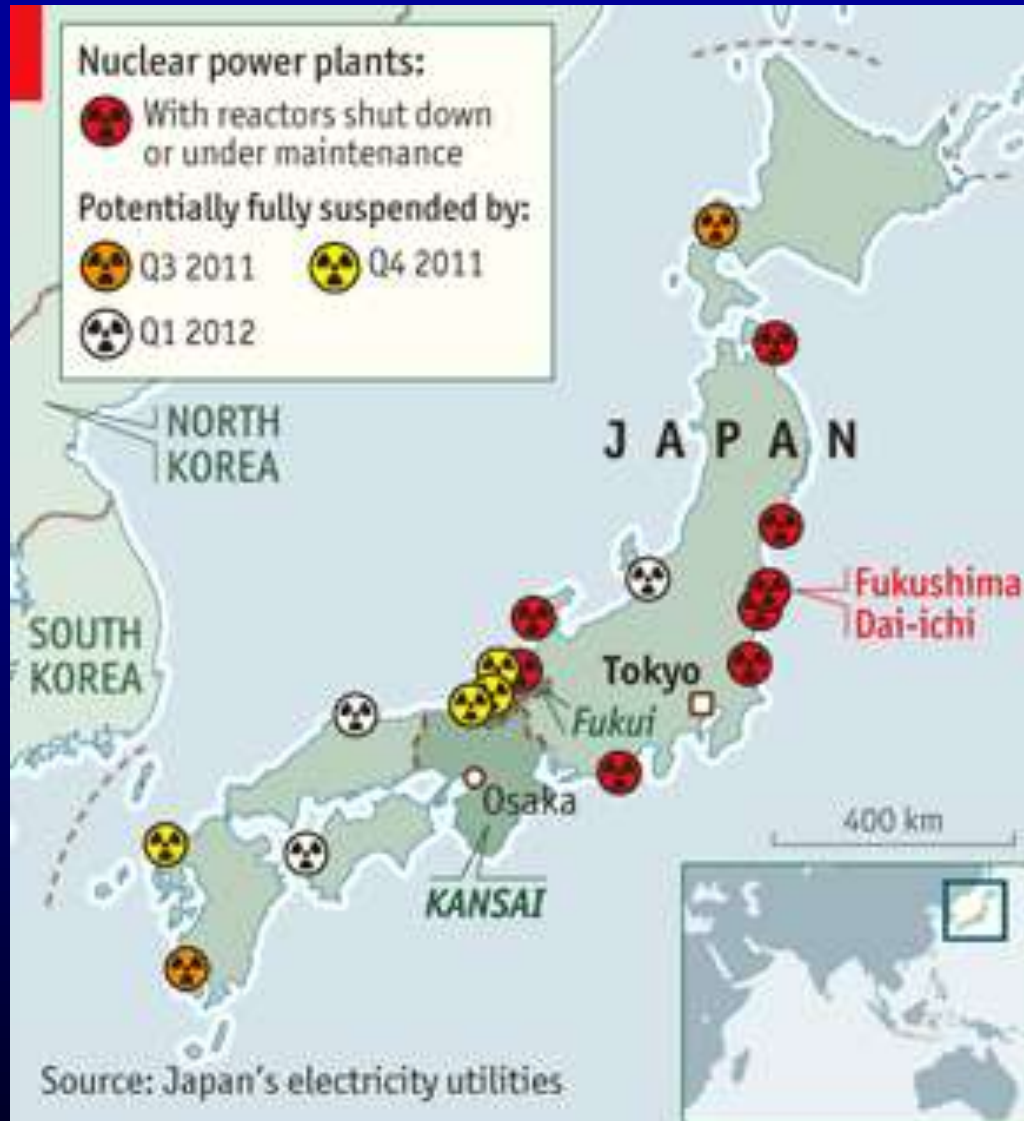 Nuclear power plants:
With reactors shut down
or under maintenance
Potentially fully suspended by:
Q3 2011
Q4 2011
Q1 2012
NORTH
KOREA
JAPAN
Fukushima
Dai-ichi
SOUTH
KOREA
Tokyo
Fukui
Osaka
400 km
KANSAI
Source: Japan's electricity utilities